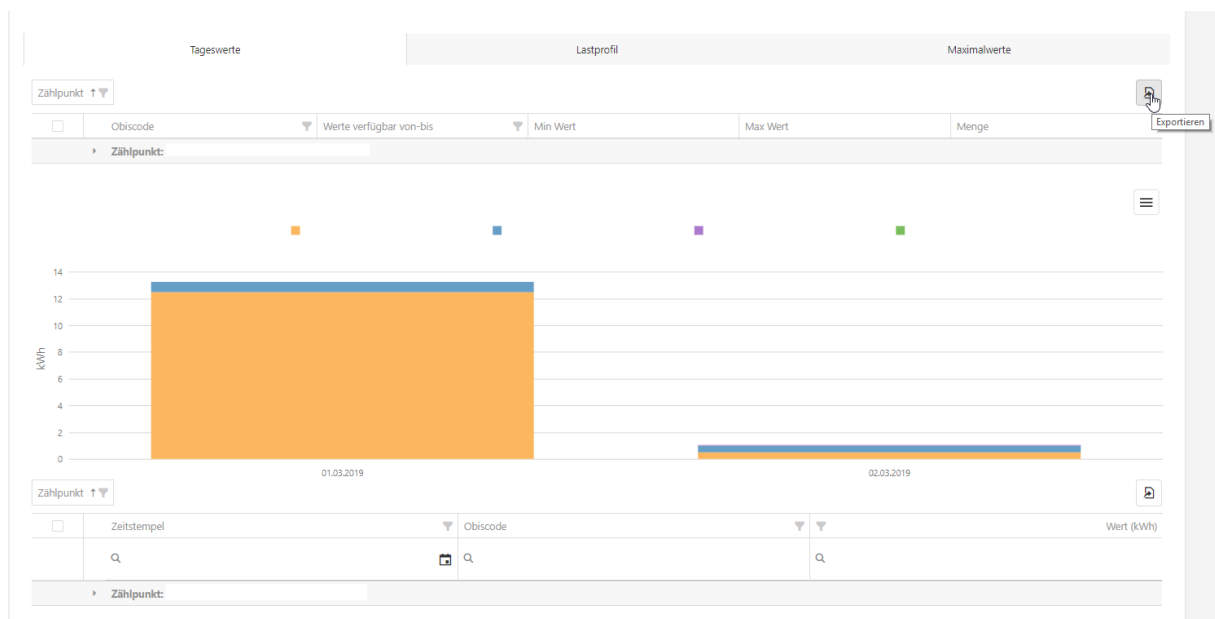 Tageswerte Lastprofil Maximalwerte
Zählpunkt
Exportieren
Obiscode Werte verfügbar von-bis Min Wert Max Wert Menge
Zählpunkt:
14
12
10
8
6
4
2
0
kWh
01.03.2019 02.03.2019
Zählpunkt
Zeitstempel Obiscode Wert (kWh)
Zählpunkt: